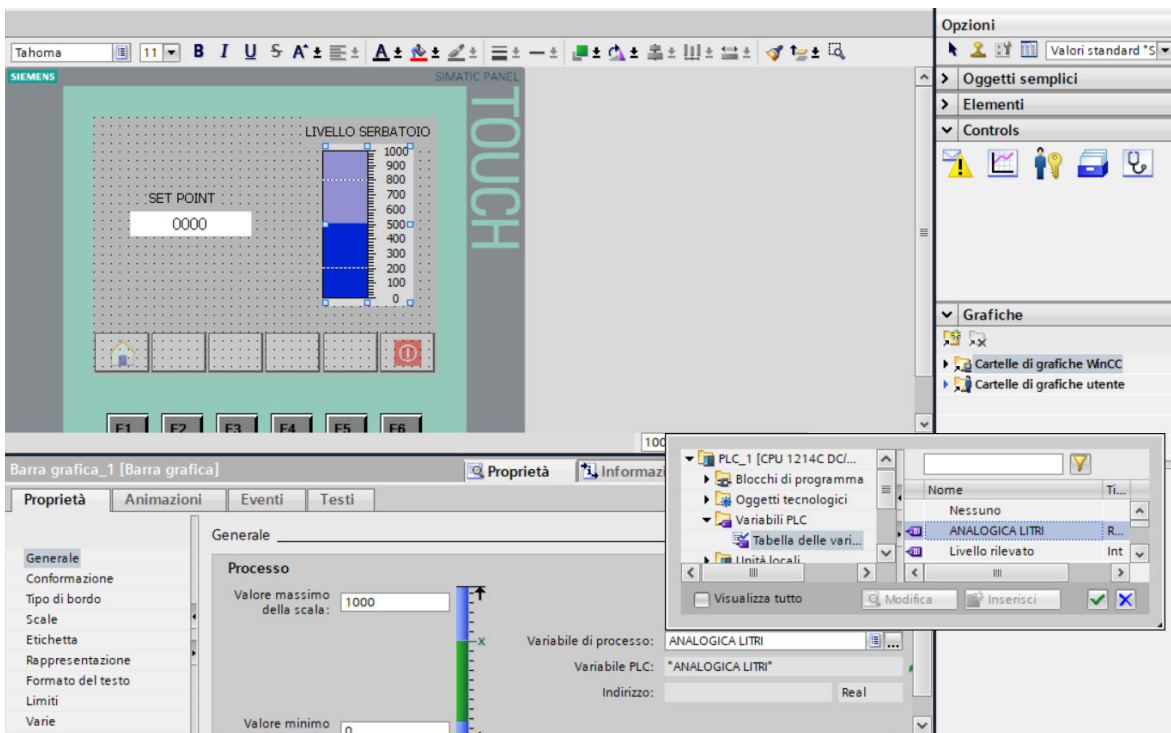 Opzioni
Tahoma 11 B I U S A
Valori standard "S
SIEMENS
SIMATIC PANEL
TOUCH
Oggetti semplici
Elementi
Controls
LIVELLO SERBATOIO
1000
900
800
700
600
500
400
300
200
100
0
SET POINT
0000
F1 F2 F3 F4 F5 F6
Grafiche
Cartelle di grafiche WinCC
Cartelle di grafiche utente
100
Barra grafica_1 [Barra grafica]
Proprietà Informazi
Proprietà Animazioni Eventi Testi
Generale
Conformazione
Tipo di bordo
Scale
Etichetta
Rappresentazione
Formato del testo
Limiti
Varie
Generale
Processo
Valore massimo
della scala:
1000
Valore minimo
0
x
Variabile di processo: ANALOGICA LITRI ...
Variabile PLC: "ANALOGICA LITRI"
Indirizzo: Real
PLC_1 [CPU 1214C DC/...
Blocchi di programma
Oggetti tecnologici
Variabili PLC
Tabella delle vari...
Unità locali
Nome Ti...
Nessuno
ANALOGICA LITRI R...
Livello rilevato Int
Visualizza tutto
Modifica
Inserisci